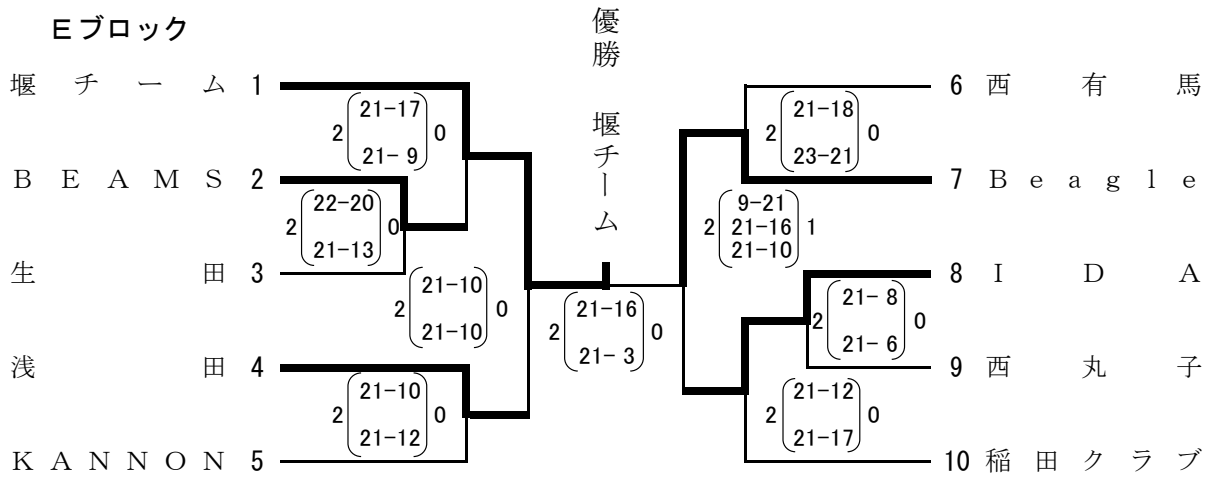 Eブロック
優勝 堰チーム
堰チーム 1
21-17
2 0
21- 9
BEAMS 2
22-20
2 0
21-13
生田 3
21-10
2 0
21-10
浅田 4
21-10
2 0
21-12
KANNON 5
21-16
2 0
21- 3
6 西有馬
21-18
2 0
23-21
7 Beagle
9-21
2 21-16 1
21-10
8 IDA
21- 8
2 0
21- 6
9 西丸子
21-12
2 0
21-17
10 稲田クラブ